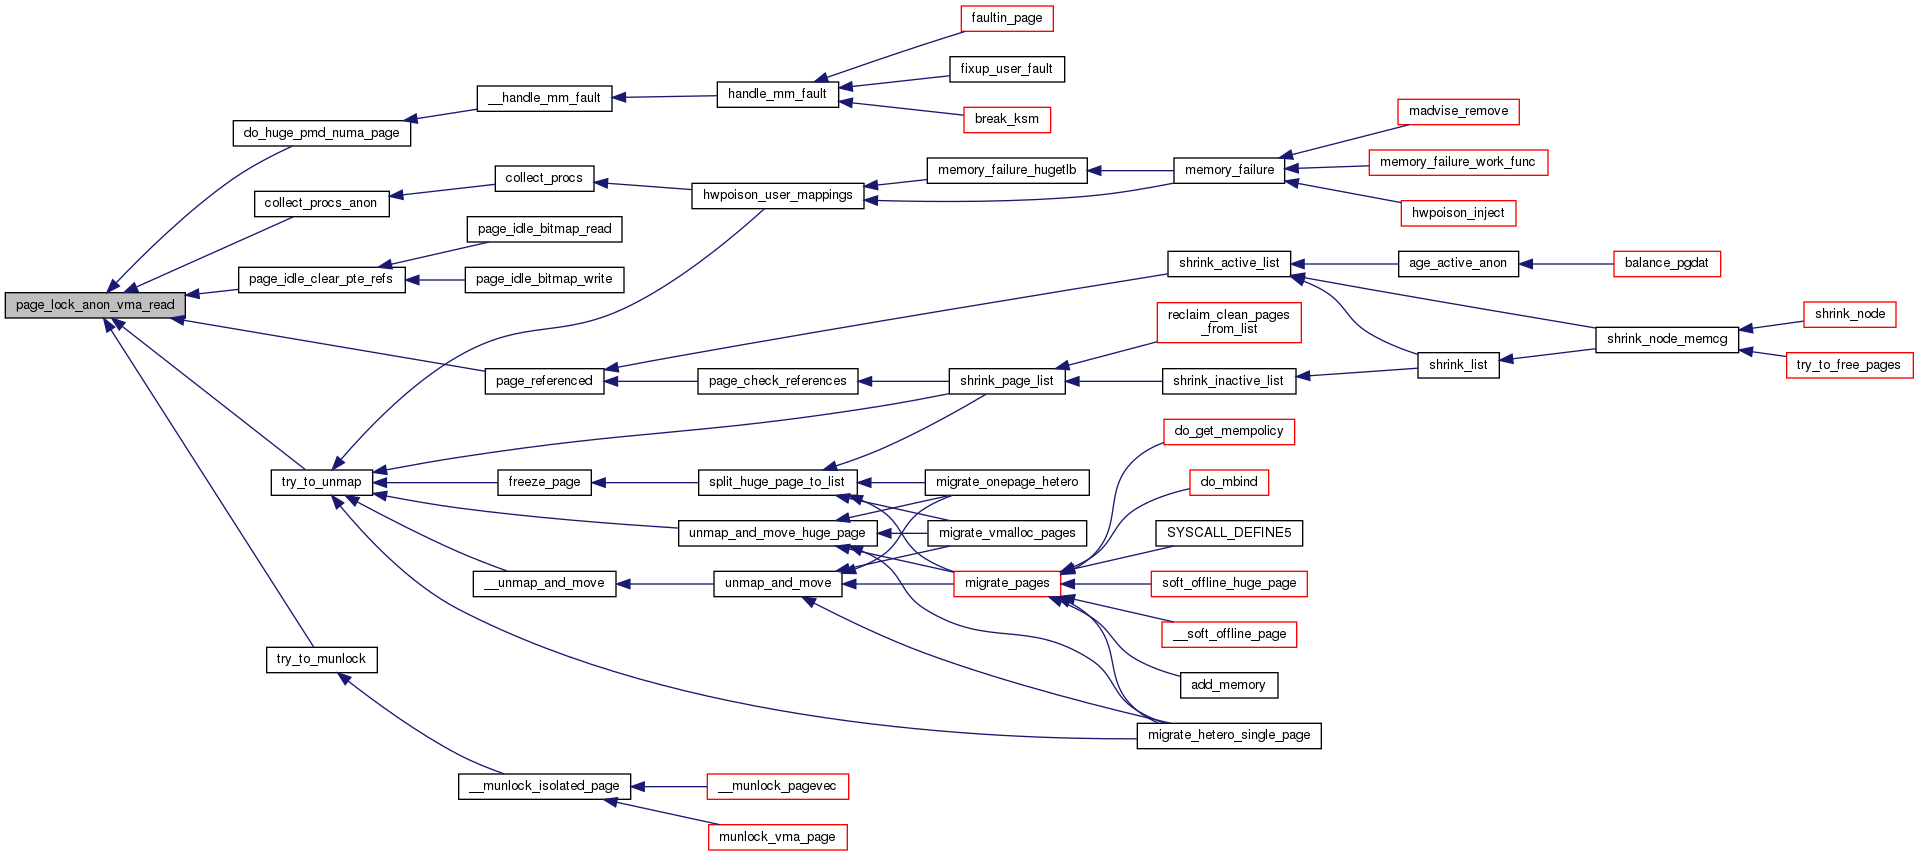 faultin_page
fixup_user_fault
handle_mm_fault
__handle_mm_fault
break_ksm
do_huge_pmd_numa_page
madvise_remove
memory_failure_work_func
memory_failure_hugetlb
memory_failure
collect_procs
hwpoison_user_mappings
collect_procs_anon
hwpoison_inject
page_idle_bitmap_read
shrink_active_list
age_active_anon
balance_pgdat
page_idle_clear_pte_refs
page_idle_bitmap_write
page_lock_anon_vma_read
reclaim_clean_pages
_from_list
shrink_node
shrink_node_memcg
shrink_list
try_to_free_pages
page_referenced
page_check_references
shrink_page_list
shrink_inactive_list
do_get_mempolicy
try_to_unmap
freeze_page
split_huge_page_to_list
migrate_onepage_hetero
do_mbind
unmap_and_move_huge_page
migrate_vmalloc_pages
SYSCALL_DEFINE5
__unmap_and_move
unmap_and_move
migrate_pages
soft_offline_huge_page
__soft_offline_page
try_to_munlock
add_memory
migrate_hetero_single_page
__munlock_isolated_page
__munlock_pagevec
munlock_vma_page